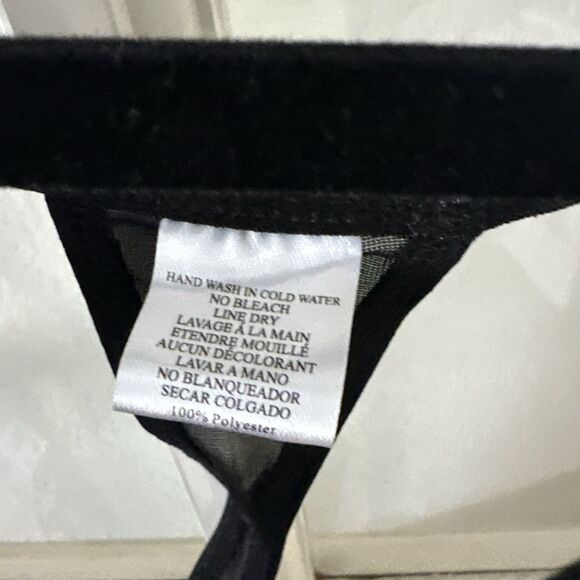 HAND WASH IN COLD WATER
NO BLEACH
LINE DRY
LAVAGE À LA MAIN
ETENDRE MOUILLÉ
AUCUN DÉCOLORANT
LAVAR A MANO
NO BLANQUEADOR
SECAR COLGADO
100% Polyester